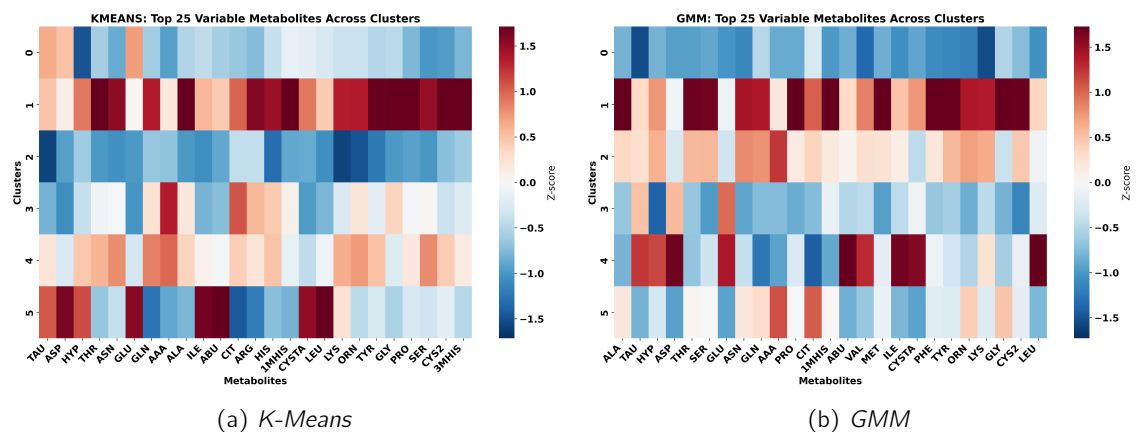 KMEANS: Top 25 Variable Metabolites Across Clusters
Clusters
0
1
2
3
4
5
TAU ASP HYP THR ASN GLU GLN AAA ALA ILE ABU CIT ARG HIS 1MHIS CYSTA LEU LYS ORN TYR GLY PRO SER CYS2 3MHIS
Metabolites
1.5
1.0
0.5
0.0
−0.5
−1.0
−1.5
Z-score
(a) K-Means
GMM: Top 25 Variable Metabolites Across Clusters
Clusters
0
1
2
3
4
5
ALA TAU HYP ASP THR SER GLU ASN GLN AAA PRO CIT 1MHIS ABU VAL MET ILE CYSTA PHE TYR ORN LYS GLY CYS2 LEU
Metabolites
1.5
1.0
0.5
0.0
−0.5
−1.0
−1.5
Z-score
(b) GMM